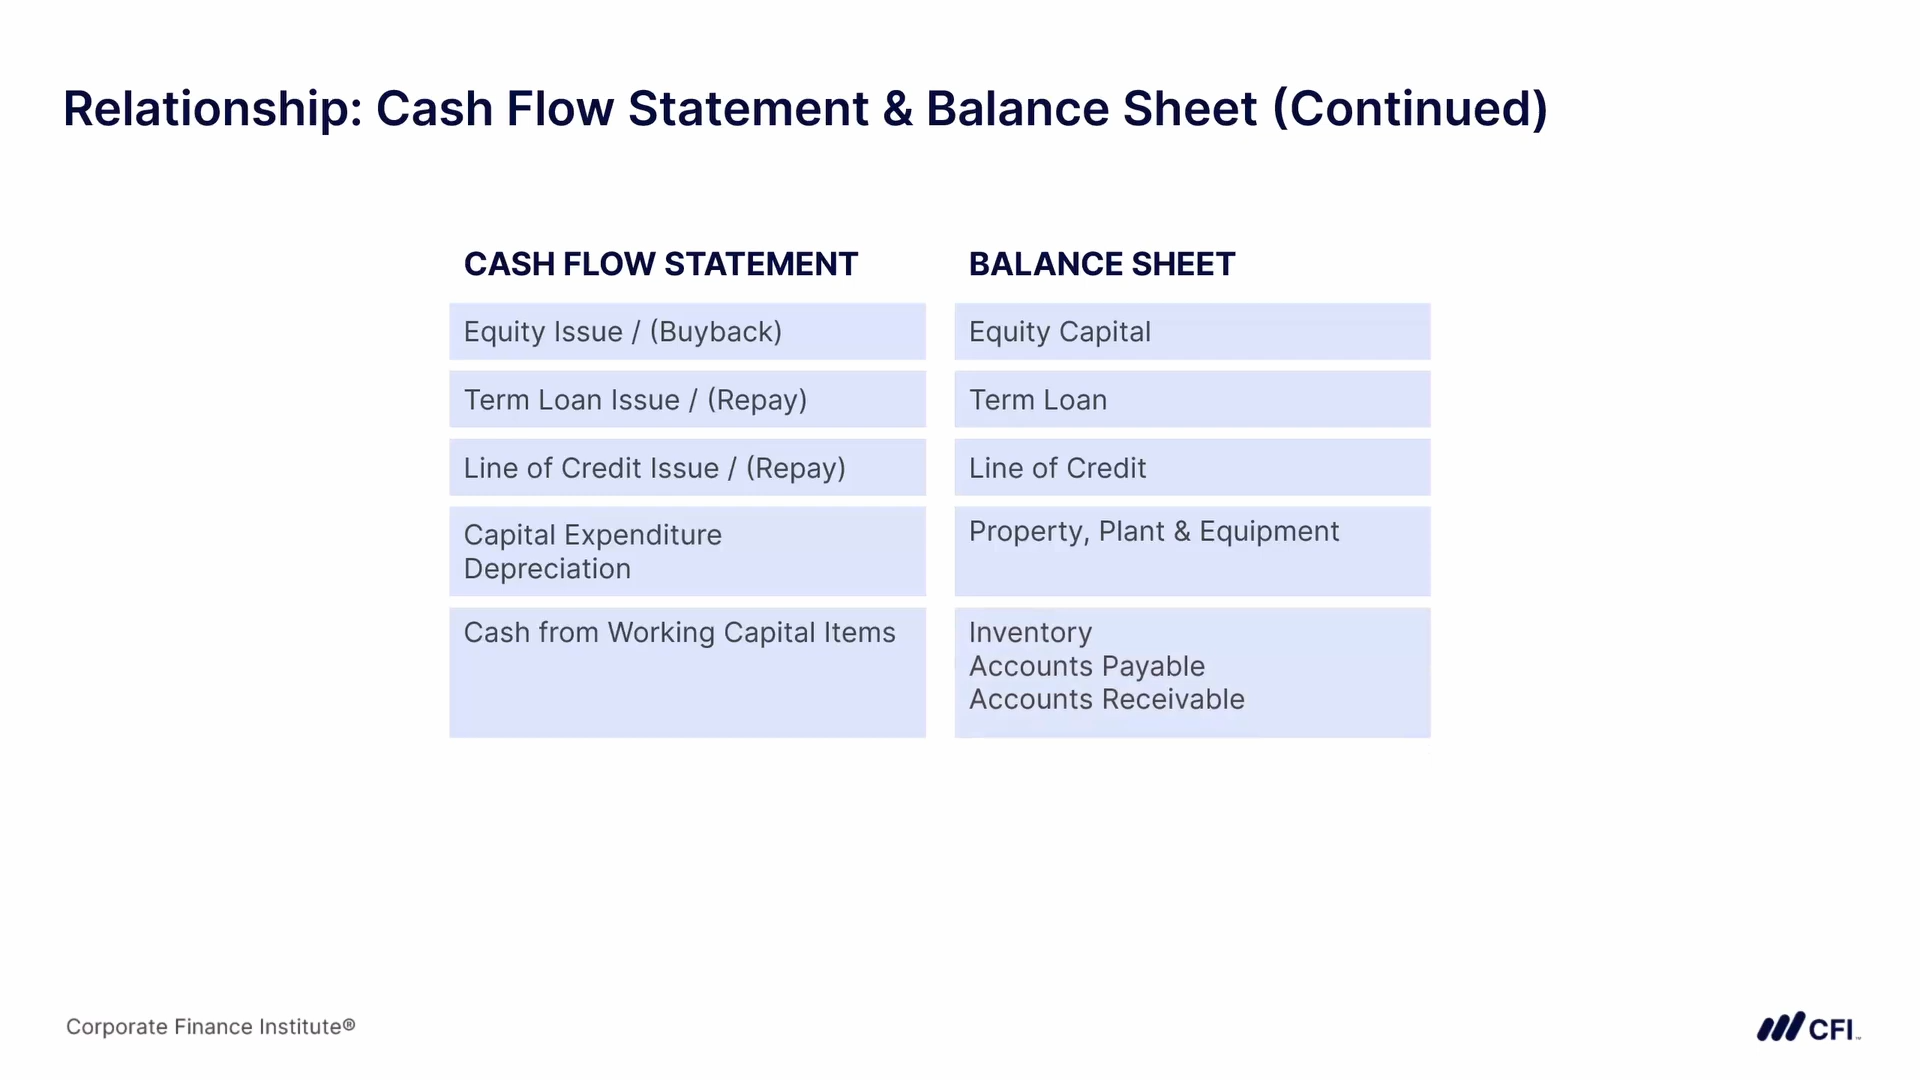 Relationship: Cash Flow Statement & Balance Sheet (Continued)
CASH FLOW STATEMENT
BALANCE SHEET
Equity Issue / (Buyback)
Equity Capital
Term Loan Issue / (Repay)
Term Loan
Line of Credit Issue / (Repay)
Line of Credit
Capital Expenditure
Depreciation
Property, Plant & Equipment
Cash from Working Capital Items
Inventory
Accounts Payable
Accounts Receivable
Corporate Finance Institute®
CFI™